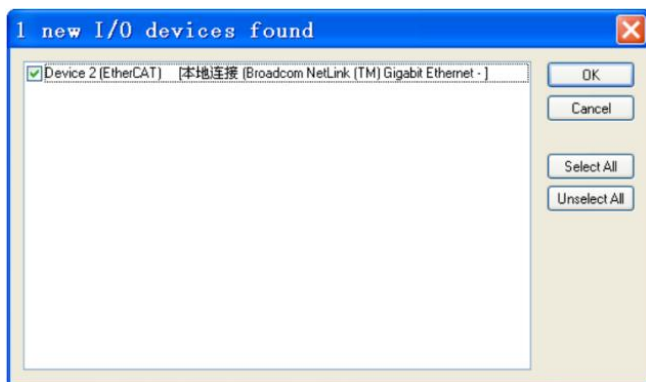 1 new I/O devices found
Device 2 (EtherCAT) [本地连接 (Broadcom NetLink (TM) Gigabit Ethernet - ]
OK
Cancel
Select All
Unselect All